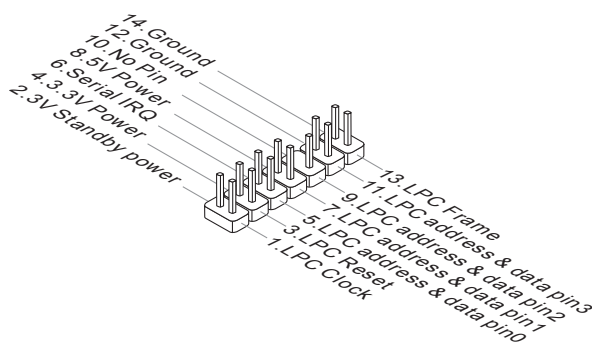 14.Ground
12.Ground
10.No Pin
8.5V Power
6.Serial IRQ
4.3.3V Power
2.3V Standby power
13.LPC Frame
11.LPC address & data pin3
9.LPC address & data pin2
7.LPC address & data pin1
5.LPC address & data pin0
3.LPC Reset
1.LPC Clock